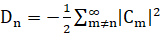 Dₙ = −½∑ₘ≠ₙ^∞|Cₘ|²